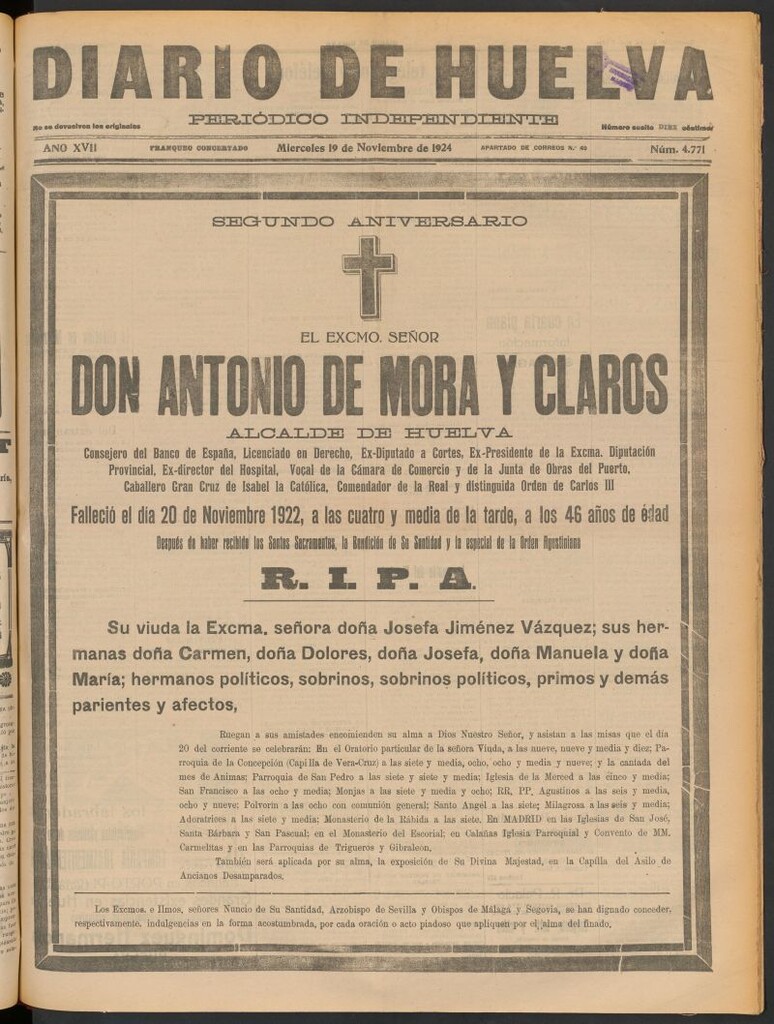 DIARIO DE HUELVA
PERIÓDICO INDEPENDIENTE
No se devuelven los originales
Número suelto DIEZ céntimos
AÑO XVII
FRANQUEO CONCERTADO
Miercoles 19 de Noviembre de 1924
APARTADO DE CORREOS N.º 43
Núm. 4.771
SEGUNDO ANIVERSARIO
EL EXCMO. SEÑOR
DON ANTONIO DE MORA Y CLAROS
ALCALDE DE HUELVA
Consejero del Banco de España, Licenciado en Derecho, Ex-Diputado a Cortes, Ex-Presidente de la Excma. Diputación
Provincial, Ex-director del Hospital, Vocal de la Cámara de Comercio y de la Junta de Obras del Puerto,
Caballero Gran Cruz de Isabel la Católica, Comendador de la Real y distinguida Orden de Carlos III
Falleció el día 20 de Noviembre 1922, a las cuatro y media de la tarde, a los 46 años de edad
Después de haber recibido los Santos Sacramentos, la Bendición de Su Santidad y la especial de la Orden Agustiniana
R. I. P. A.
Su viuda la Excma. señora doña Josefa Jiménez Vázquez; sus her-
manas doña Carmen, doña Dolores, doña Josefa, doña Manuela y doña
María; hermanos políticos, sobrinos, sobrinos políticos, primos y demás
parientes y afectos,
Ruegan a sus amistades encomienden su alma a Dios Nuestro Señor, y asistan a las misas que el día
20 del corriente se celebrarán: En el Oratorio particular de la señora Viuda, a las nueve, nueve y media y diez; Pa-
rroquia de la Concepción (Capilla de Vera-Cruz) a las siete y media, ocho, ocho y media y nueve; y la cantada del
mes de Animas; Parroquia de San Pedro a las siete y siete y media; Iglesia de la Merced a las cinco y media;
San Francisco a las ocho y media; Monjas a las siete y media y ocho; RR. PP. Agustinos a las seis y media,
ocho y nueve; Polvorín a las ocho con comunión general; Santo Angel a las siete; Milagrosa a las seis y media;
Adoratrices a las siete y media; Monasterio de la Rábida a las siete. En MADRID en las Iglesias de San José,
Santa Bárbara y San Pascual; en el Monasterio del Escorial; en Calañas Iglesia Parroquial y Convento de MM.
Carmelitas y en las Parroquias de Trigueros y Gibraleón.
También será aplicada por su alma, la exposición de Su Divina Majestad, en la Capilla del Asilo de
Ancianos Desamparados.
Los Excmos. e Ilmos. señores Nuncio de Su Santidad, Arzobispo de Sevilla y Obispos de Málaga y Segovia, se han dignado conceder,
respectivamente, indulgencias en la forma acostumbrada, por cada oración o acto piadoso que apliquen por el alma del finado.